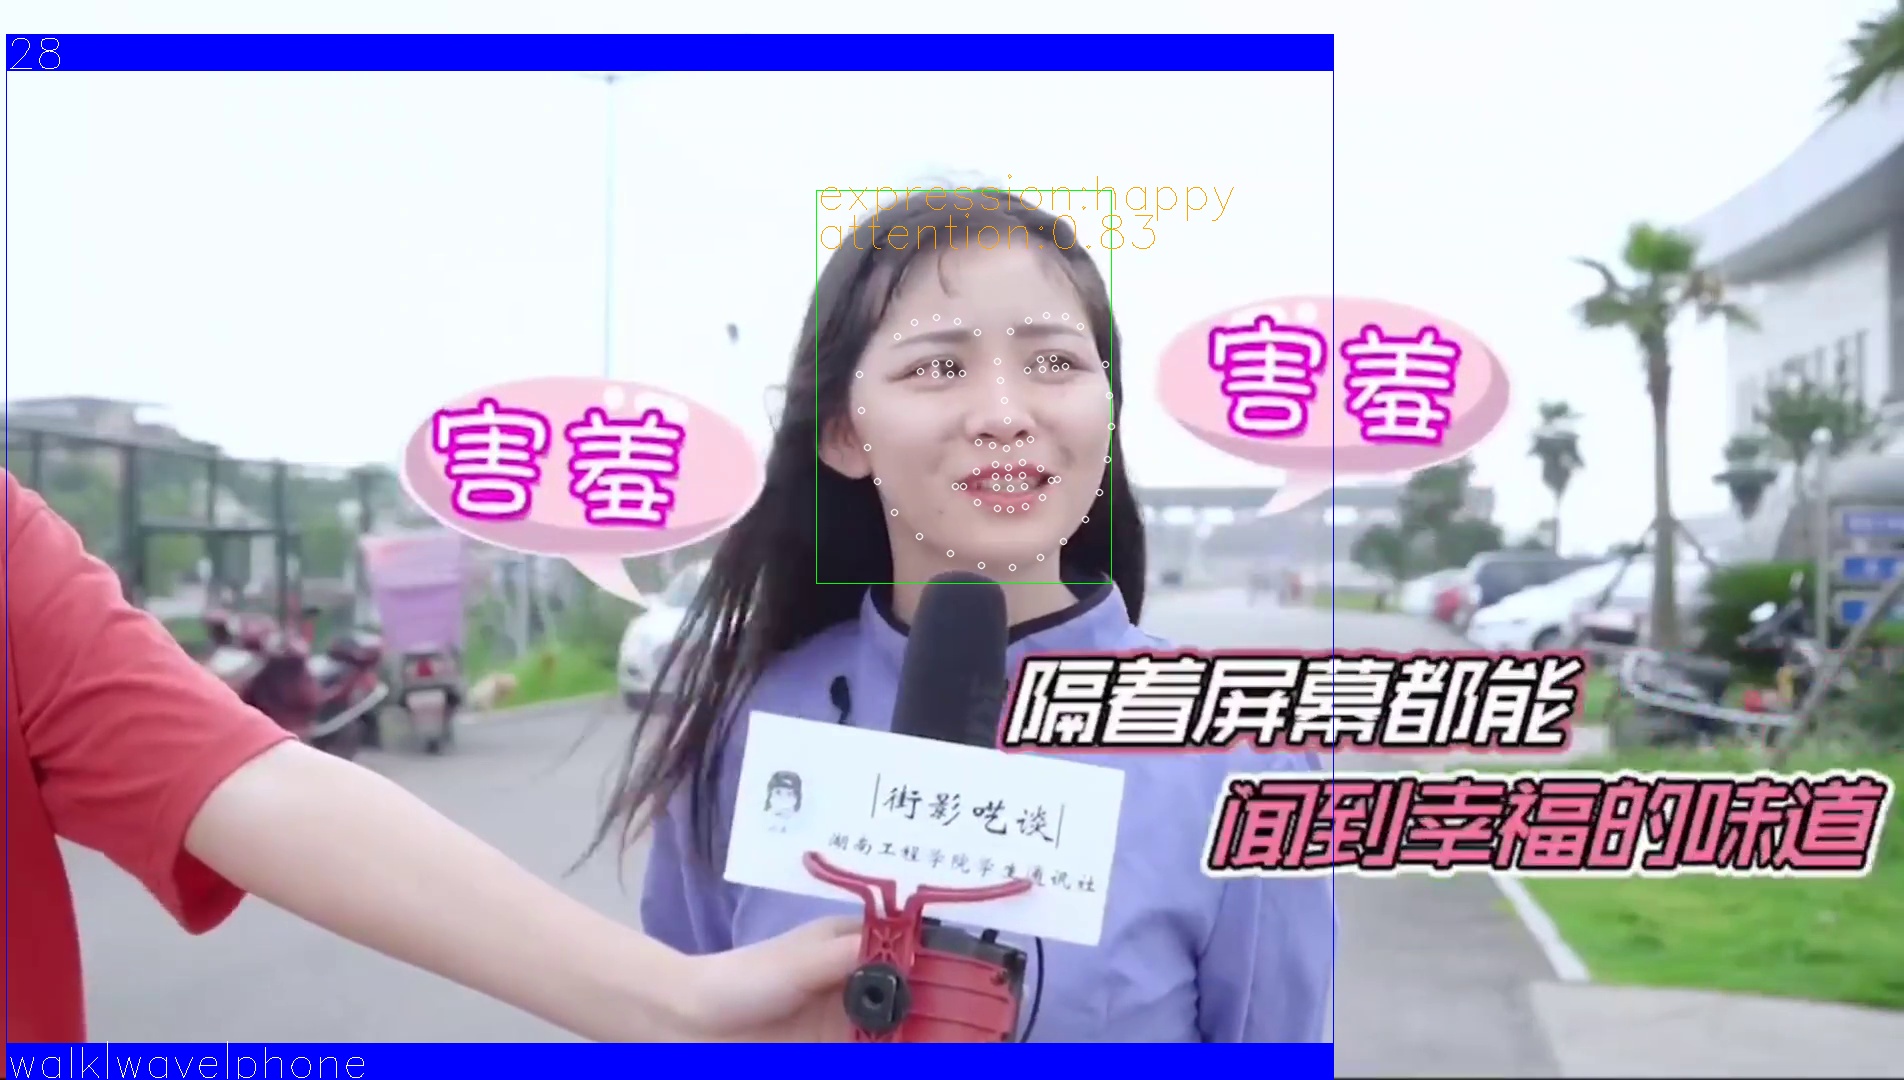 28
expression:happy
attention:0.83
害羞
害羞
隔着屏幕都能
闻到幸福的味道
|街影呓谈|
湖南工程学院学生通讯社
walk|wave|phone